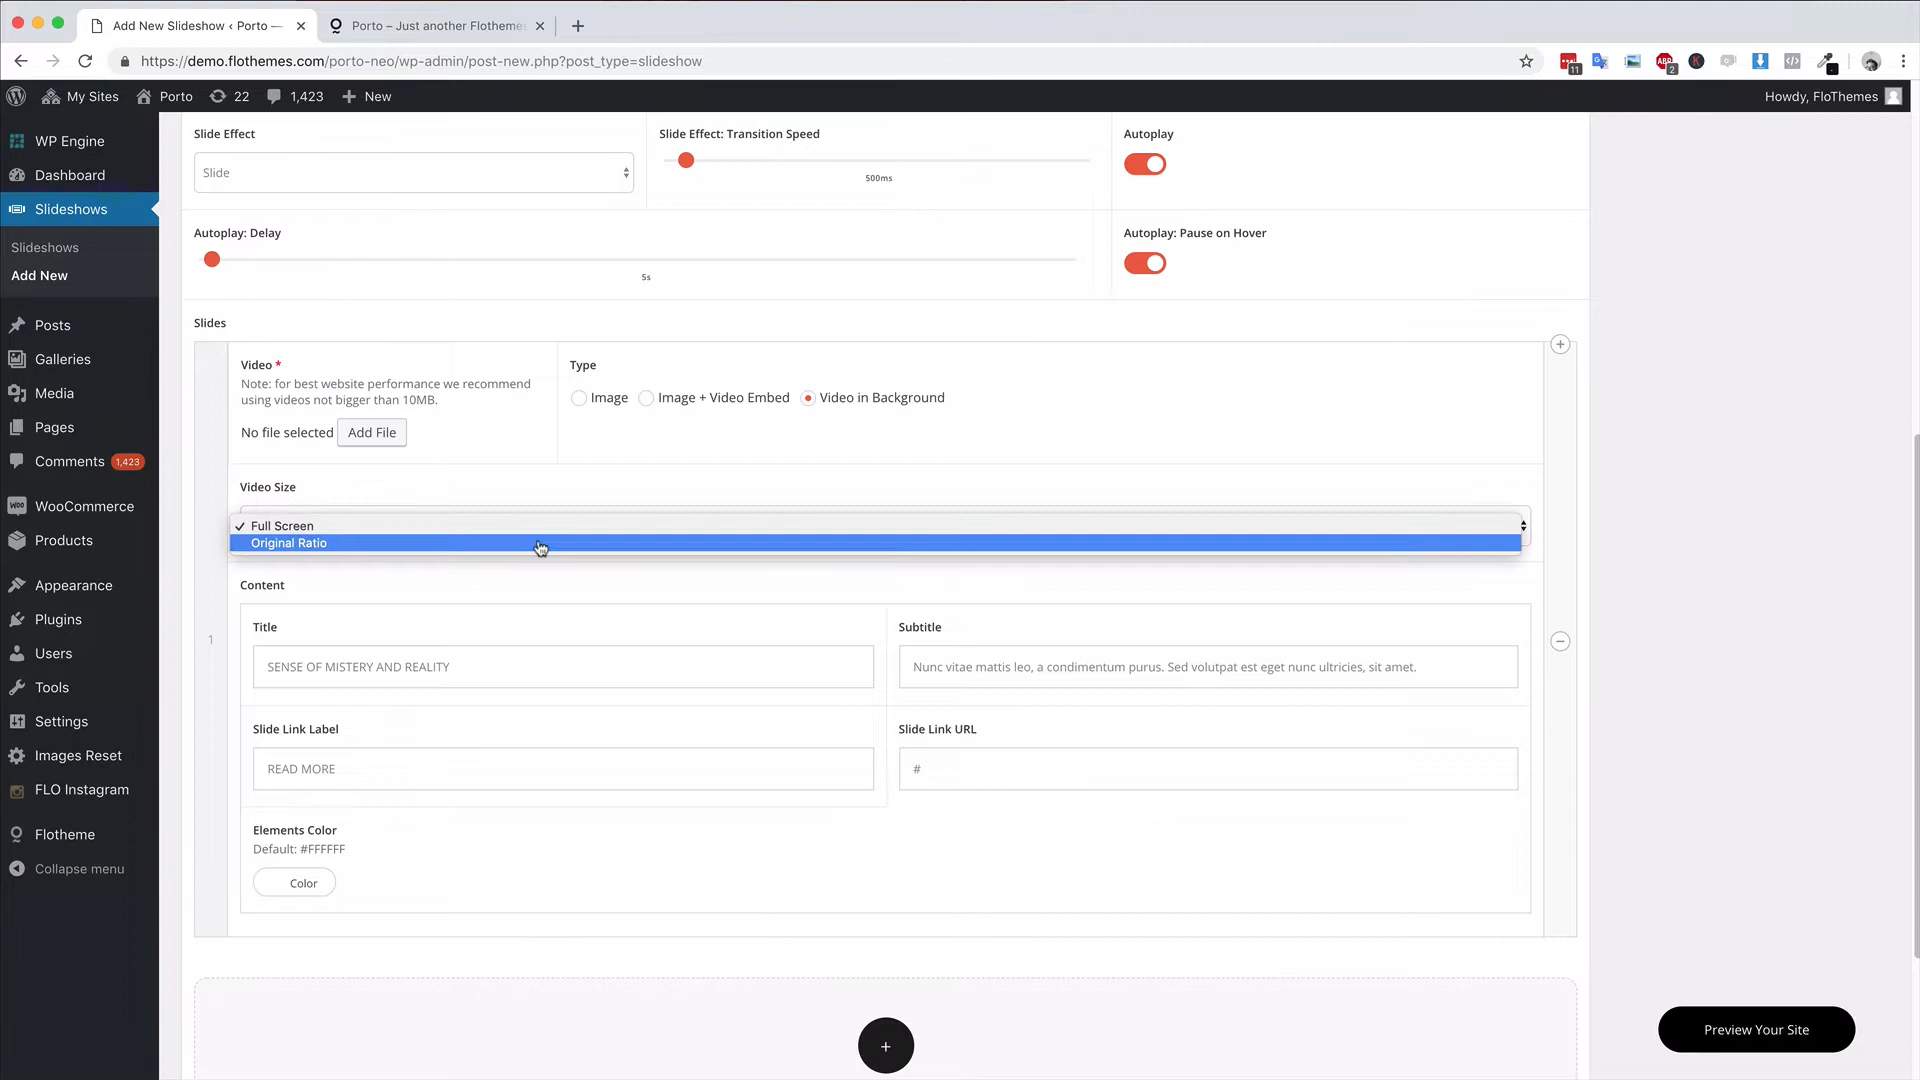 Add New Slideshow ‹ Porto —
Porto – Just another Flothemes
https://demo.flothemes.com/porto-neo/wp-admin/post-new.php?post_type=slideshow
11
2
My Sites
Porto
22
1,423
New
Howdy, FloThemes
WP Engine
Dashboard
Slideshows
Slideshows
Add New
Posts
Galleries
Media
Pages
Comments 1,423
WooCommerce
Products
Appearance
Plugins
Users
Tools
Settings
Images Reset
FLO Instagram
Flotheme
Collapse menu
Slide Effect
Slide
Slide Effect: Transition Speed
500ms
Autoplay
Autoplay: Delay
5s
Autoplay: Pause on Hover
Slides
Video *
Note: for best website performance we recommend
using videos not bigger than 10MB.
No file selected Add File
Type
Image Image + Video Embed Video in Background
Video Size
✓ Full Screen
Original Ratio
Content
1
Title
SENSE OF MISTERY AND REALITY
Subtitle
Nunc vitae mattis leo, a condimentum purus. Sed volutpat est eget nunc ultricies, sit amet.
Slide Link Label
READ MORE
Slide Link URL
#
Elements Color
Default: #FFFFFF
Color
Preview Your Site